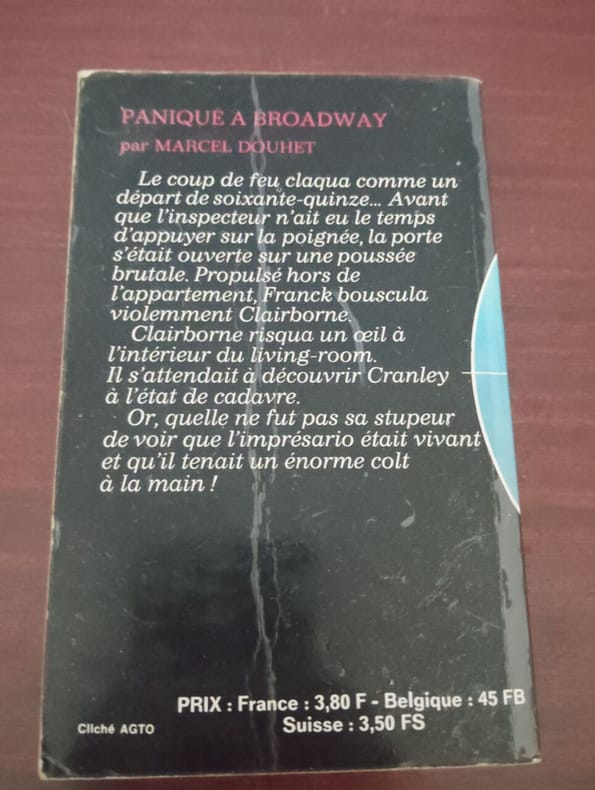 PANIQUE A BROADWAY
par MARCEL DOUHET
Le coup de feu claqua comme un
départ de soixante-quinze... Avant
que l'inspecteur n'ait eu le temps
d'appuyer sur la poignée, la porte
s'était ouverte sur une poussée
brutale. Propulsé hors de
l'appartement, Franck bouscula
violemment Clairborne.
Clairborne risqua un œil à
l'intérieur du living-room.
Il s'attendait à découvrir Cranley
à l'état de cadavre.
Or, quelle ne fut pas sa stupeur
de voir que l'imprésario était vivant
et qu'il tenait un énorme colt
à la main !
PRIX : France : 3,80 F - Belgique : 45 FB
Suisse : 3,50 FS
Cliché AGTO